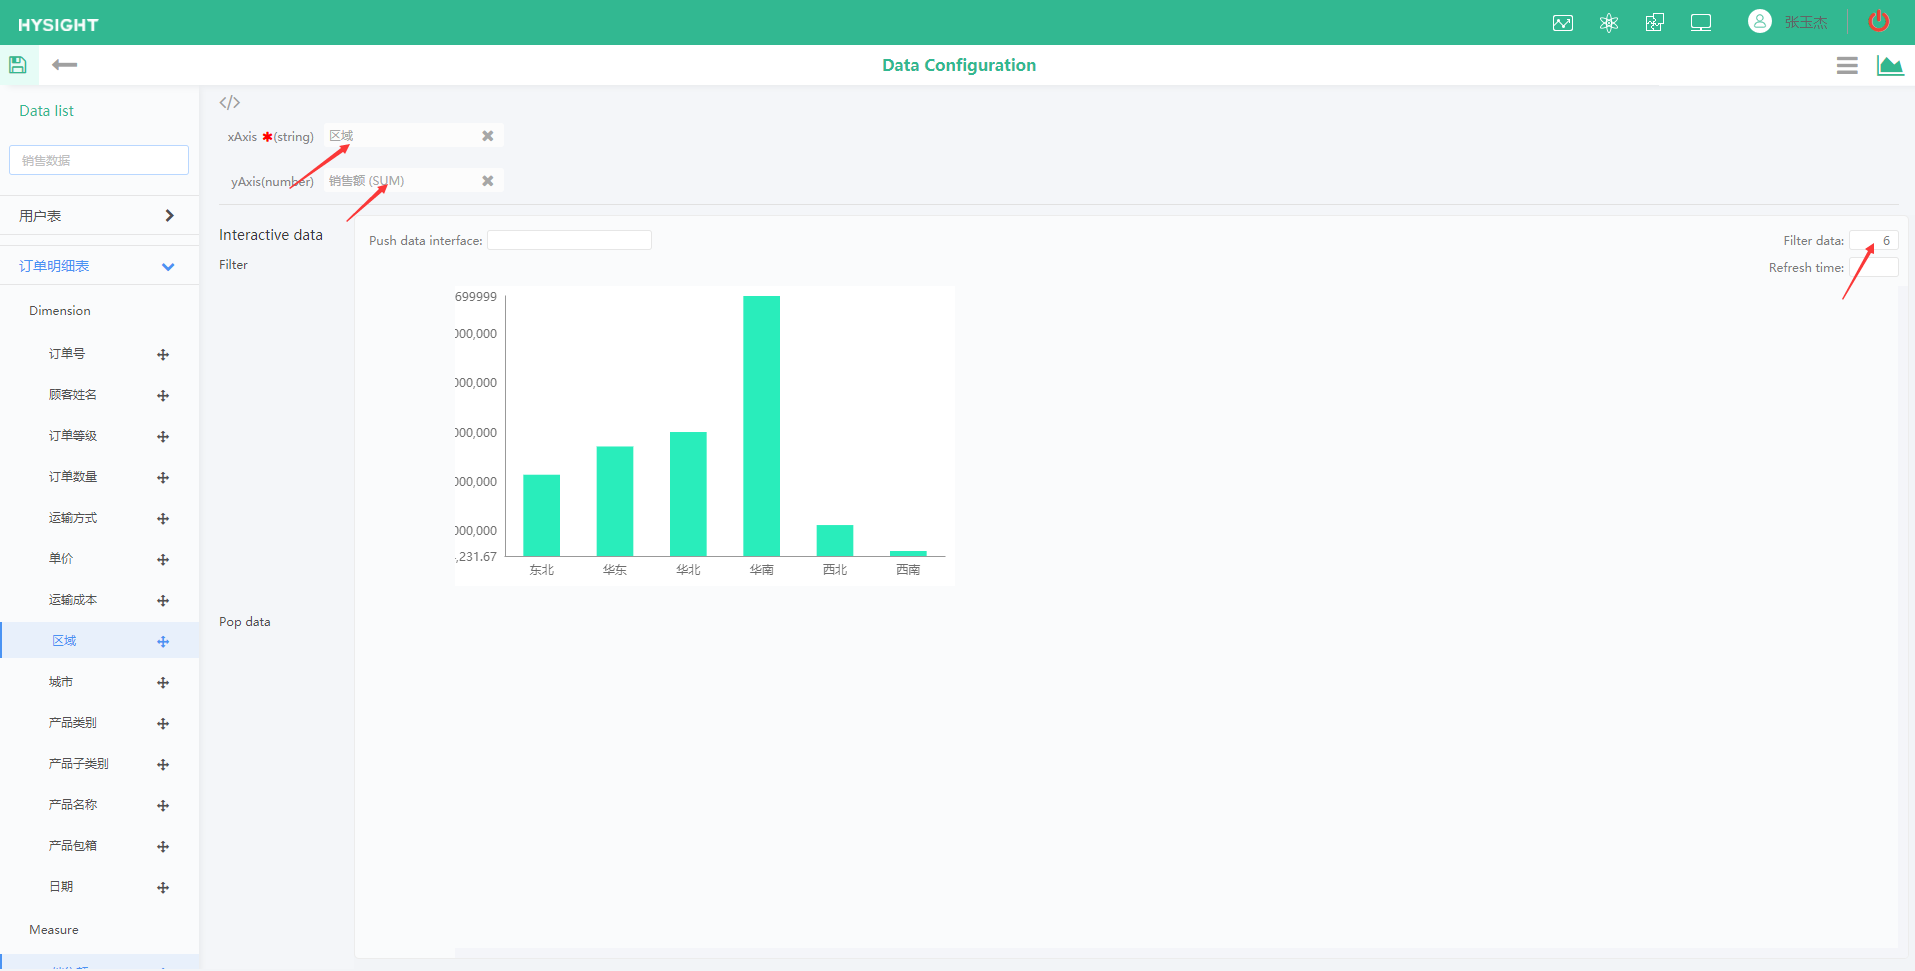 HYSIGHT
张玉杰
Data Configuration
Data list
销售数据
用户表
订单明细表
Dimension
订单号
顾客姓名
订单等级
订单数量
运输方式
单价
运输成本
区域
城市
产品类别
产品子类别
产品名称
产品包箱
日期
Measure
</>
xAxis ✱(string) 区域
yAxis(number) 销售额 (SUM)
Interactive data
Filter
Pop data
Push data interface:
Filter data: 6
Refresh time:
699999
000,000
000,000
000,000
000,000
000,000
,231.67
东北 华东 华北 华南 西北 西南